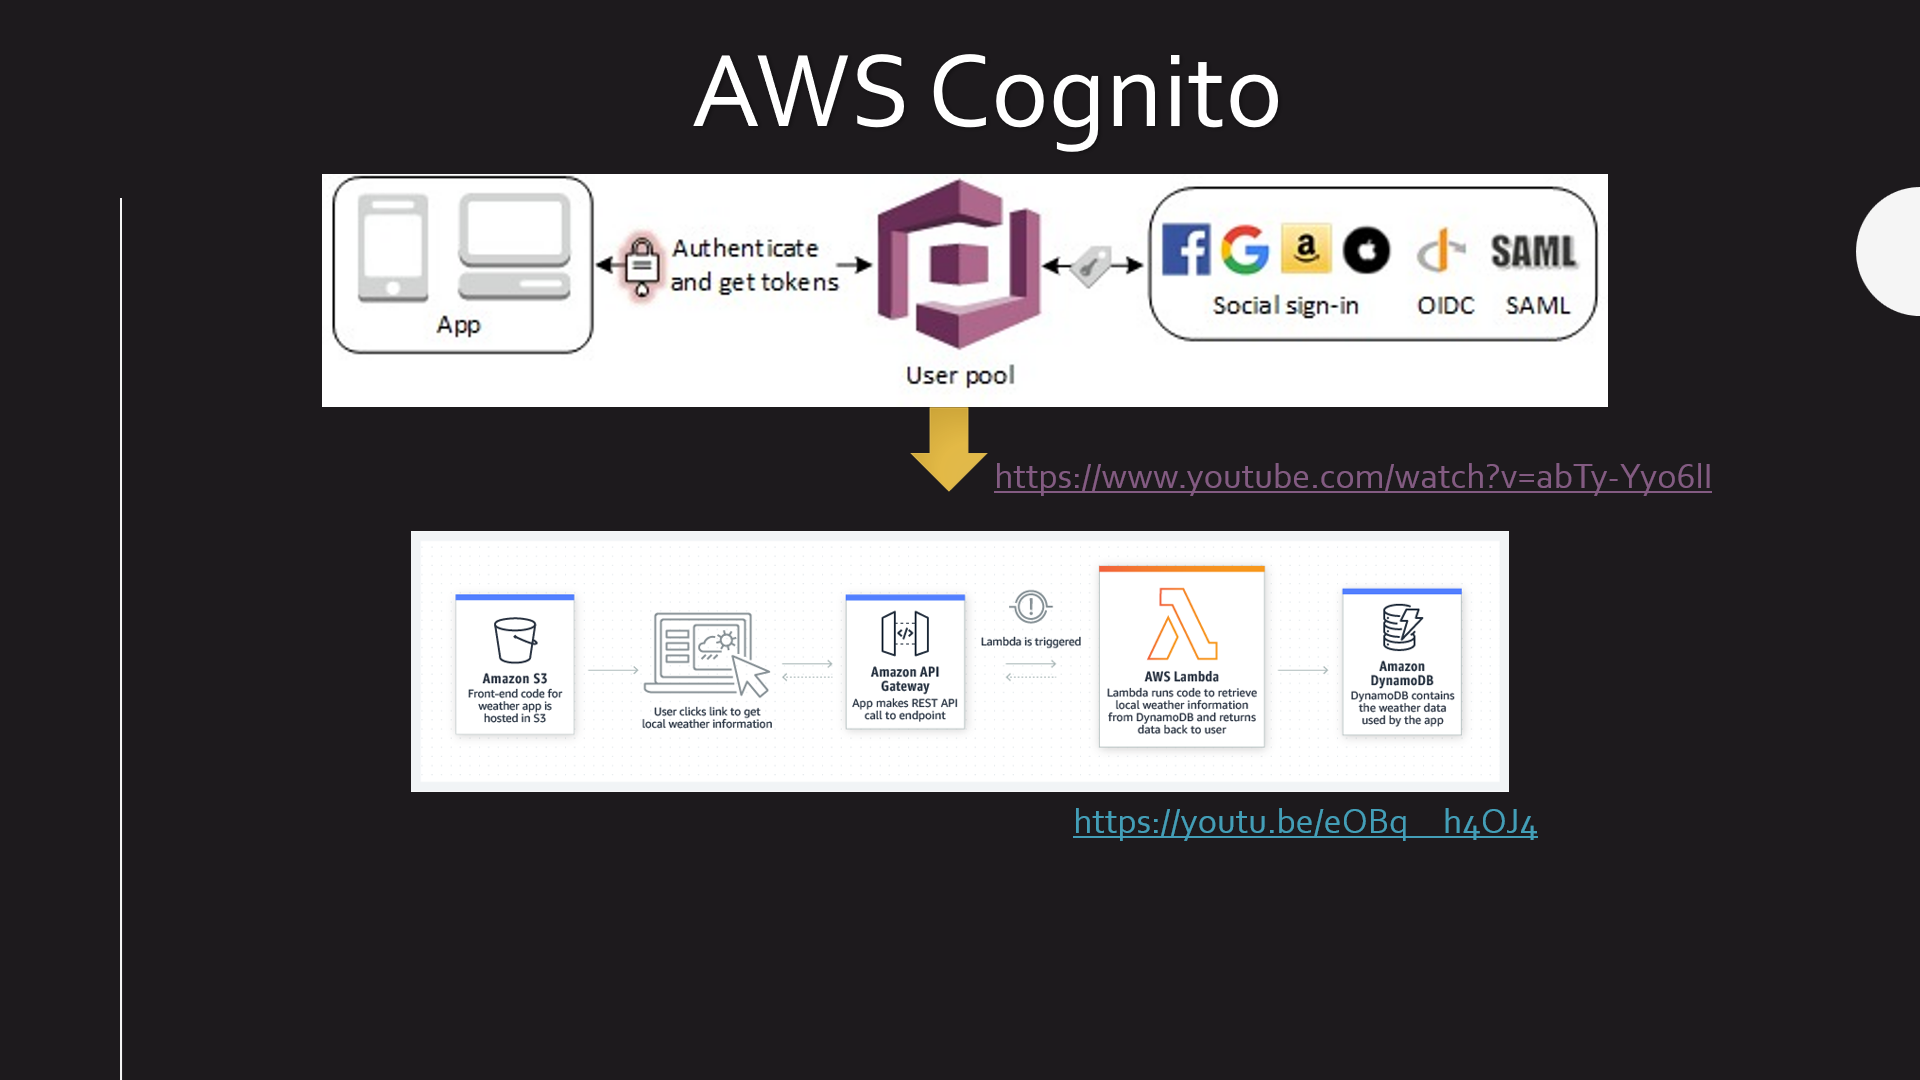 AWS Cognito
App
Authenticate
and get tokens
User pool
Social sign-in
OIDC
SAML
SAML
https://www.youtube.com/watch?v=abTy-Yyo6lI
Amazon S3
Front-end code for
weather app is
hosted in S3
User clicks link to get
local weather information
Amazon API
Gateway
App makes REST API
call to endpoint
Lambda is triggered
AWS Lambda
Lambda runs code to retrieve
local weather information
from DynamoDB and returns
data back to user
Amazon
DynamoDB
DynamoDB contains
the weather data
used by the app
https://youtu.be/eOBq__h4OJ4